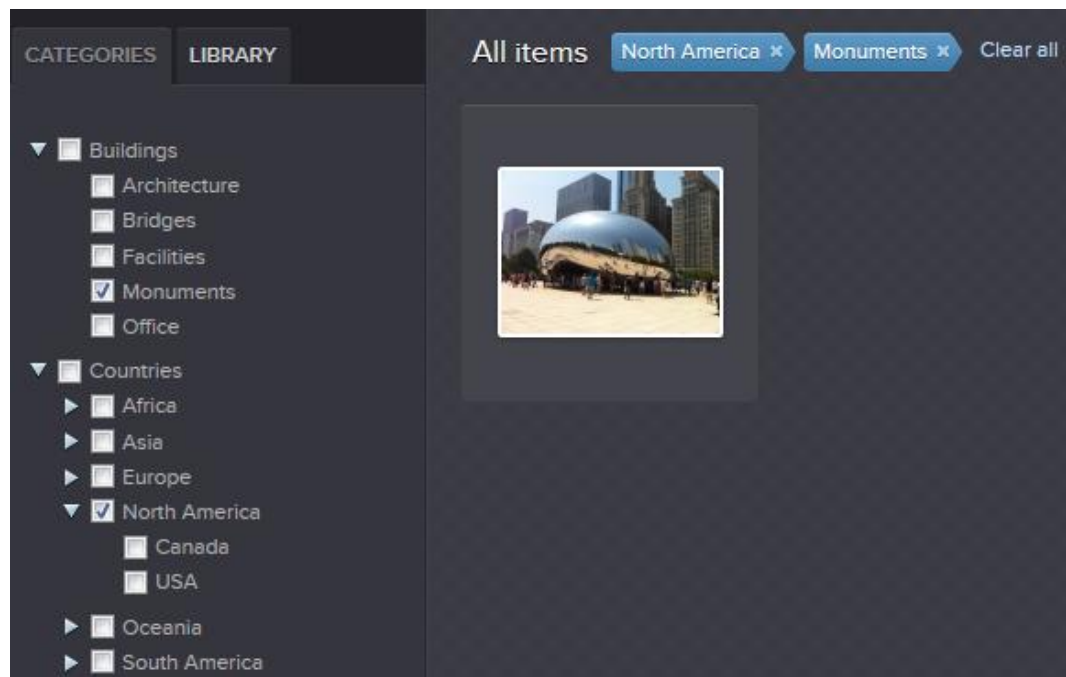 CATEGORIES LIBRARY
All items North America × Monuments × Clear all
Buildings
Architecture
Bridges
Facilities
Monuments
Office
Countries
Africa
Asia
Europe
North America
Canada
USA
Oceania
South America